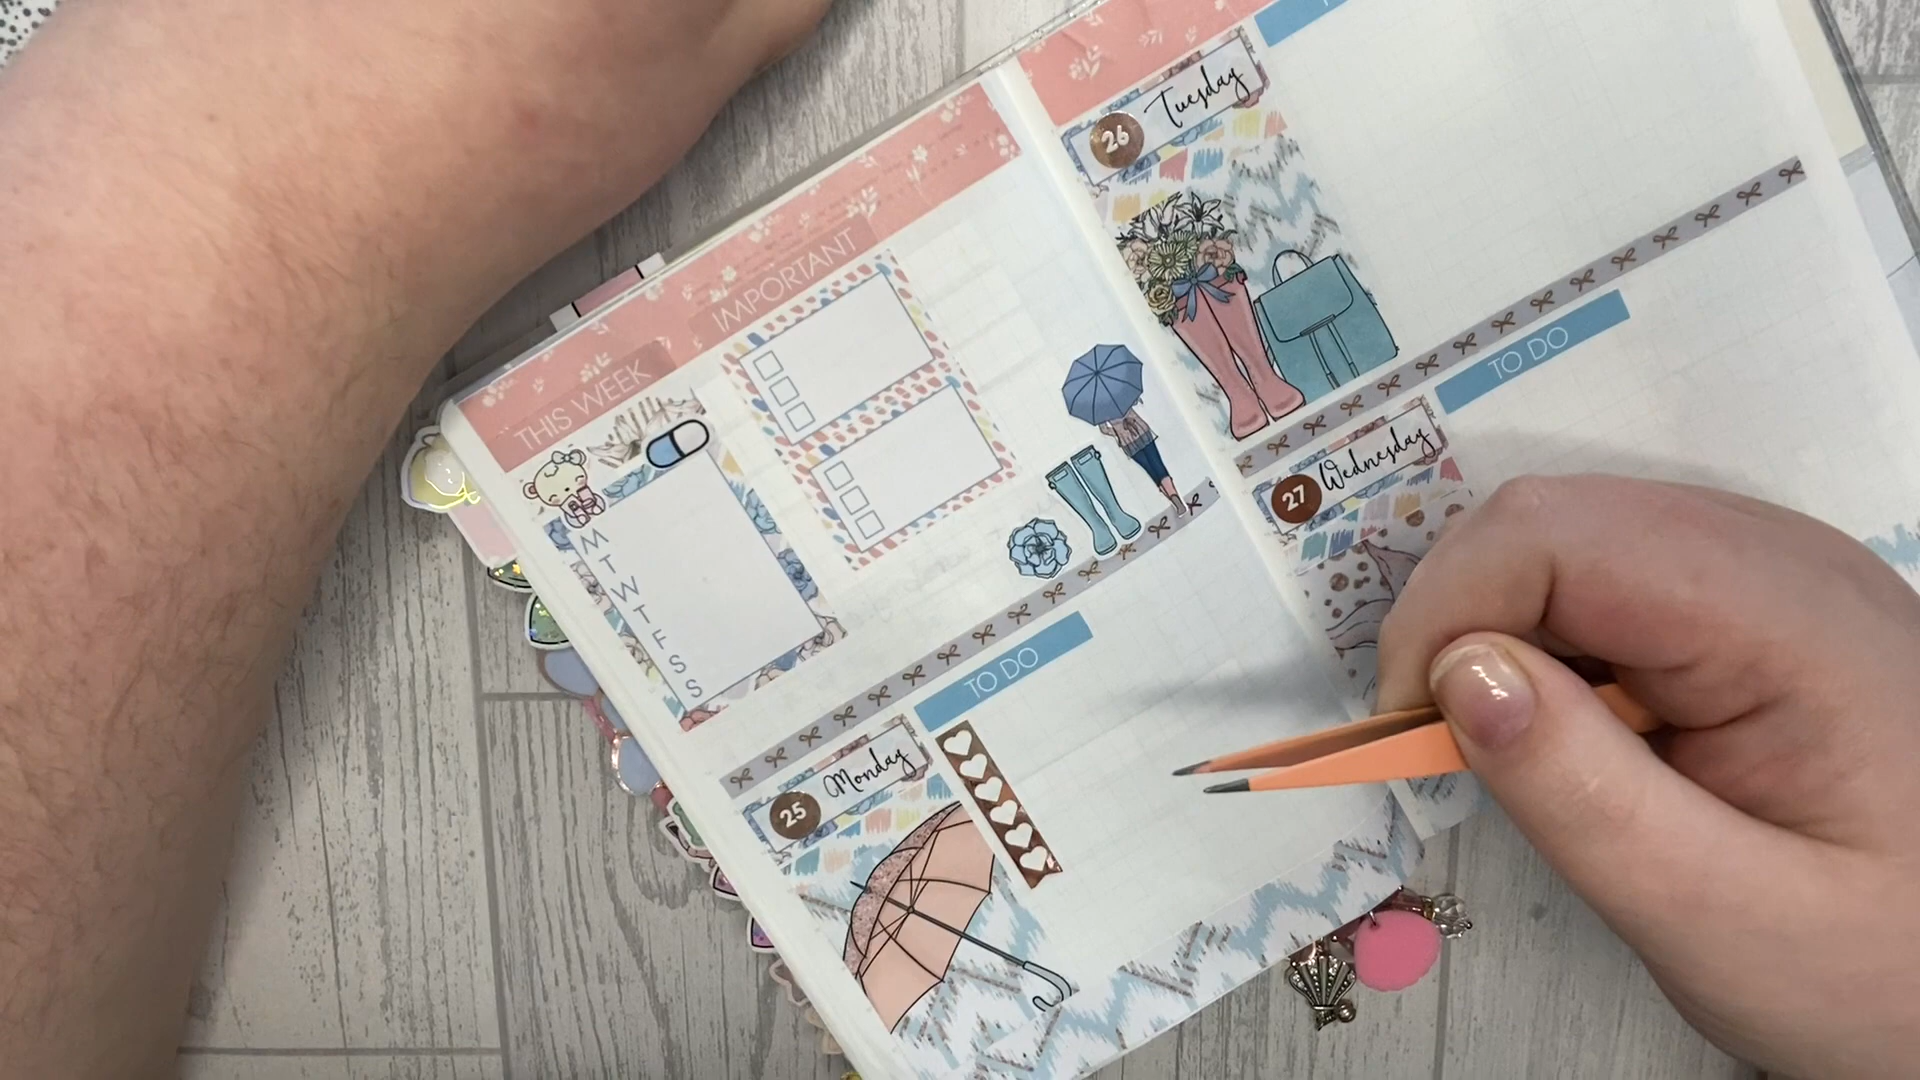 THIS WEEK
IMPORTANT
M
T
W
T
F
S
S
TO DO
25 Monday
26 Tuesday
TO DO
27 Wednesday